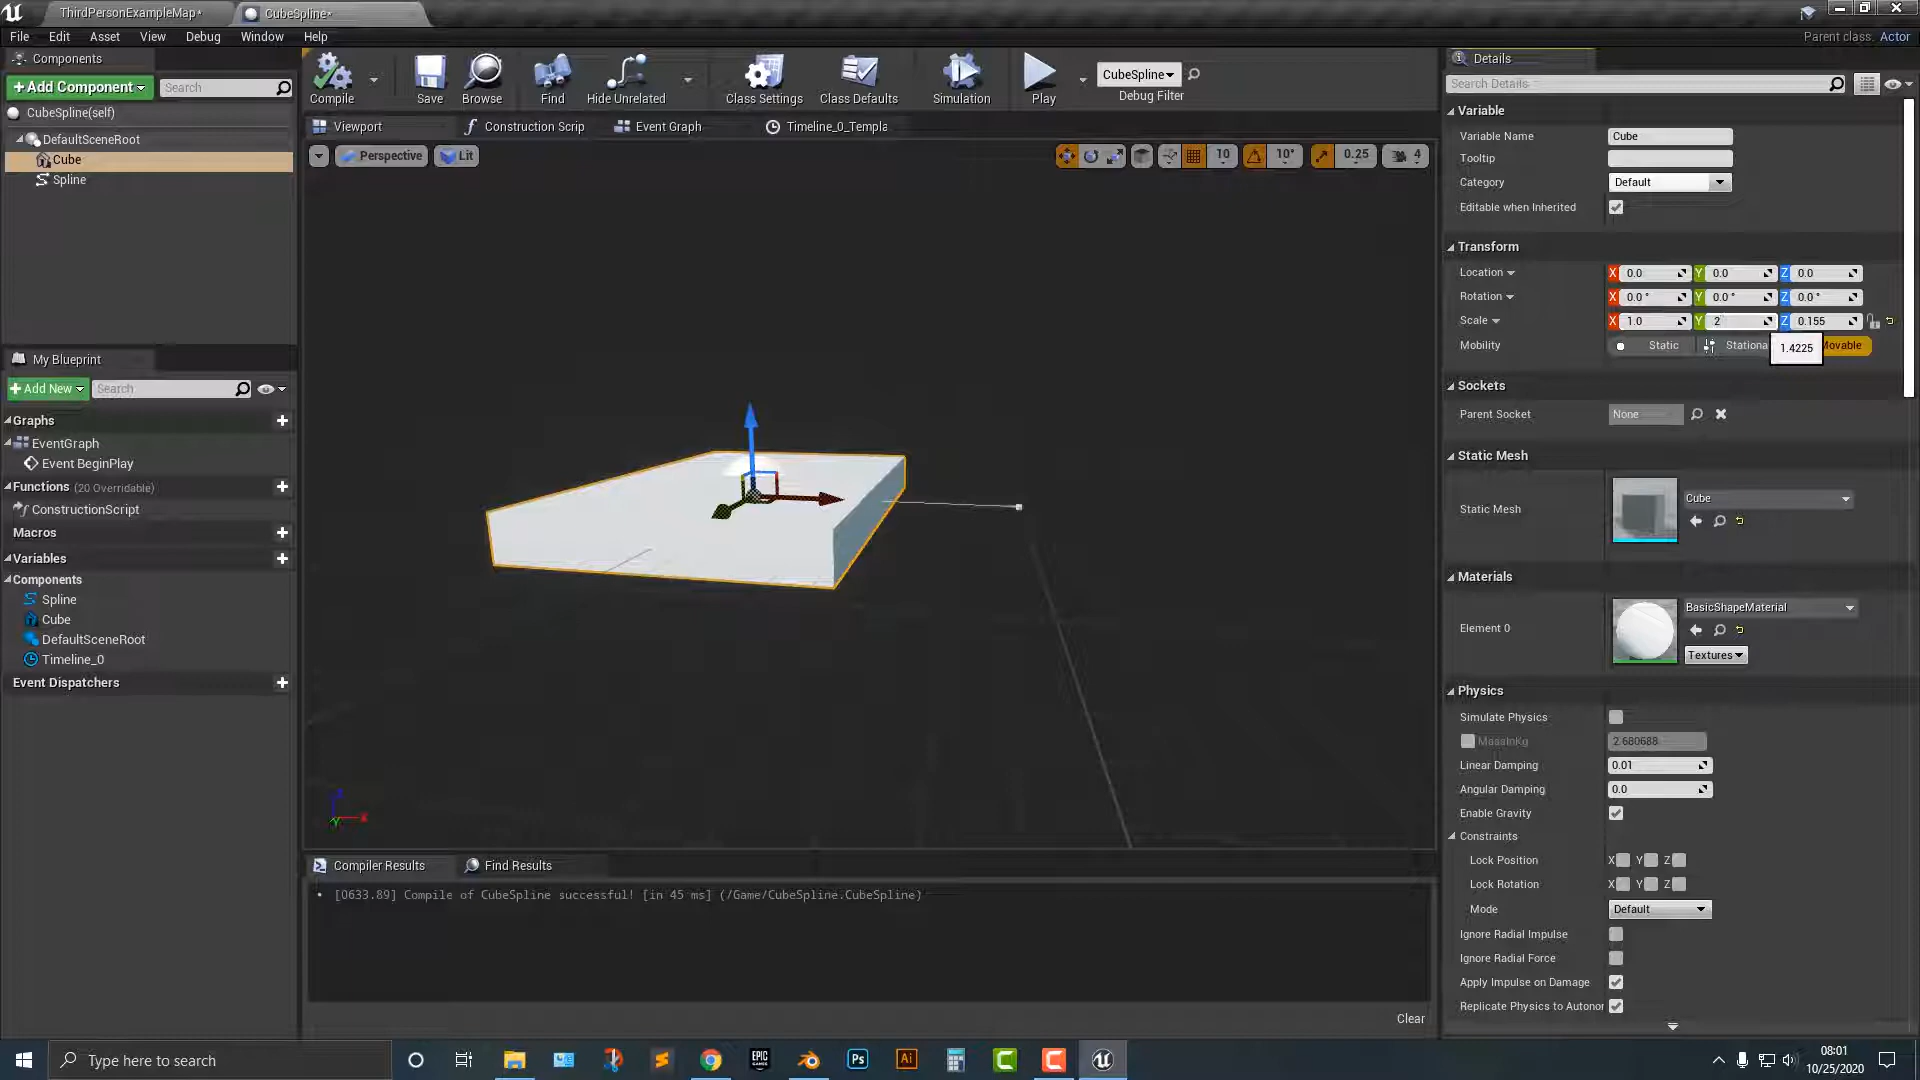 ThirdPersonExampleMap*
CubeSpline*
File Edit Asset View Debug Window Help
Parent class: Actor
Components
+Add Component
Search
CubeSpline(self)
DefaultSceneRoot
Cube
Spline
Compile
Save
Browse
Find
Hide Unrelated
Class Settings
Class Defaults
Simulation
Play
CubeSpline
Debug Filter
Viewport
Construction Scrip
Event Graph
Timeline_0_Templa
Perspective
Lit
10
10°
0.25
4
My Blueprint
+Add New
Search
Graphs
EventGraph
Event BeginPlay
Functions (20 Overridable)
ConstructionScript
Macros
Variables
Components
Spline
Cube
DefaultSceneRoot
Timeline_0
Event Dispatchers
Z
X
Y
Compiler Results
Find Results
• [0633.89] Compile of CubeSpline successful! [in 45 ms] (/Game/CubeSpline.CubeSpline)
Clear
Details
Search Details
Variable
Variable Name Cube
Tooltip
Category Default
Editable when Inherited
Transform
Location X 0.0 Y 0.0 Z 0.0
Rotation X 0.0 ° Y 0.0 ° Z 0.0 °
Scale X 1.0 Y 2 Z 0.155
Mobility Static Stationa Movable
1.4225
Sockets
Parent Socket None
Static Mesh
Static Mesh Cube
Materials
Element 0 BasicShapeMaterial
Textures
Physics
Simulate Physics
MassInKg 2.680688
Linear Damping 0.01
Angular Damping 0.0
Enable Gravity
Constraints
Lock Position X Y Z
Lock Rotation X Y Z
Mode Default
Ignore Radial Impulse
Ignore Radial Force
Apply Impulse on Damage
Replicate Physics to Autonor
Type here to search
EPIC GAMES
Ps
Ai
08:01
10/25/2020